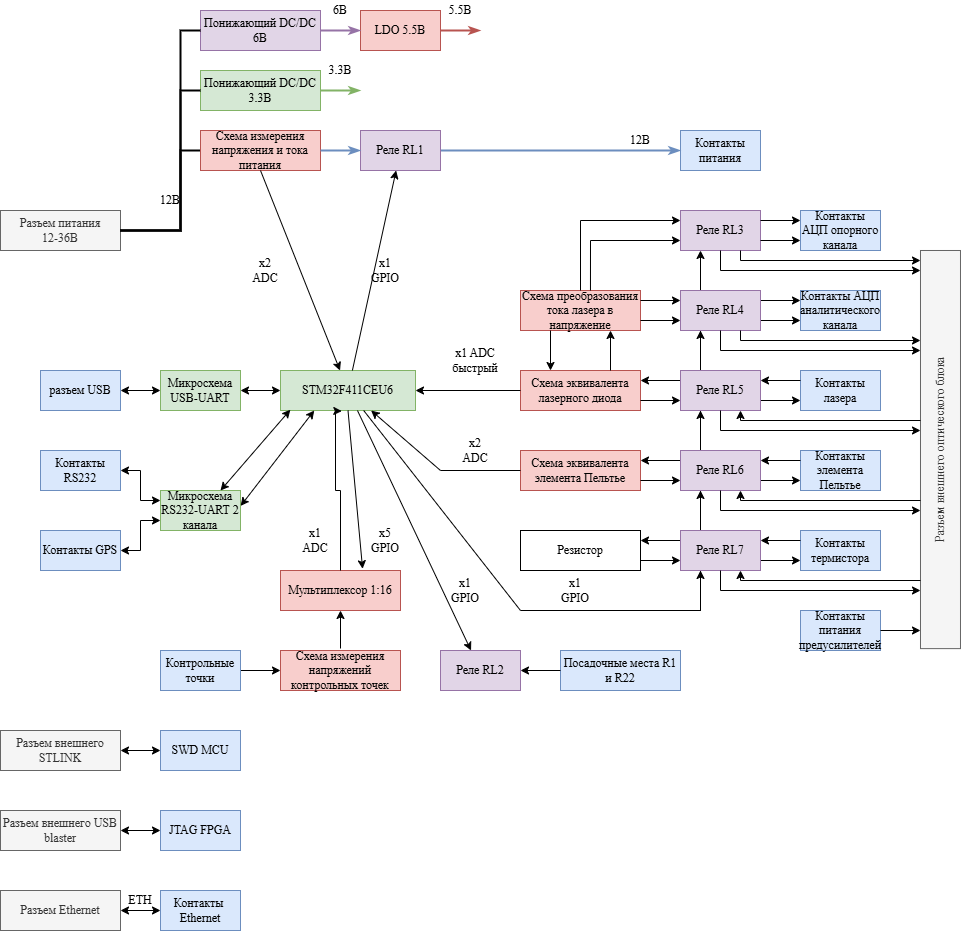 6В
5.5В
Понижающий DC/DC
6В
LDO 5.5В
3.3В
Понижающий DC/DC
3.3В
Схема измерения
напряжения и тока
питания
Реле RL1
12В
Контакты
питания
12В
Разъем питания
12-36В
x2
ADC
x1
GPIO
Реле RL3
Контакты
АЦП опорного
канала
Схема преобразования
тока лазера в
напряжение
Реле RL4
Контакты АЦП
аналитического
канала
x1 ADC
быстрый
разъем USB
Микросхема
USB-UART
STM32F411CEU6
Схема эквивалента
лазерного диода
Реле RL5
Контакты
лазера
Разъем внешнего оптического блока
x2
ADC
Контакты
RS232
Схема эквивалента
элемента Пельтье
Реле RL6
Контакты
элемента
Пельтье
Микросхема
RS232-UART 2
канала
Контакты GPS
x1
ADC
x5
GPIO
Резистор
Реле RL7
Контакты
термистора
Мультиплексор 1:16
x1
GPIO
x1
GPIO
Контакты
питания
предусилителей
Контрольные
точки
Схема измерения
напряжений
контрольных точек
Реле RL2
Посадочные места R1
и R22
Разъем внешнего
STLINK
SWD MCU
Разъем внешнего USB
blaster
JTAG FPGA
Разъем Ethernet
ETH
Контакты
Ethernet